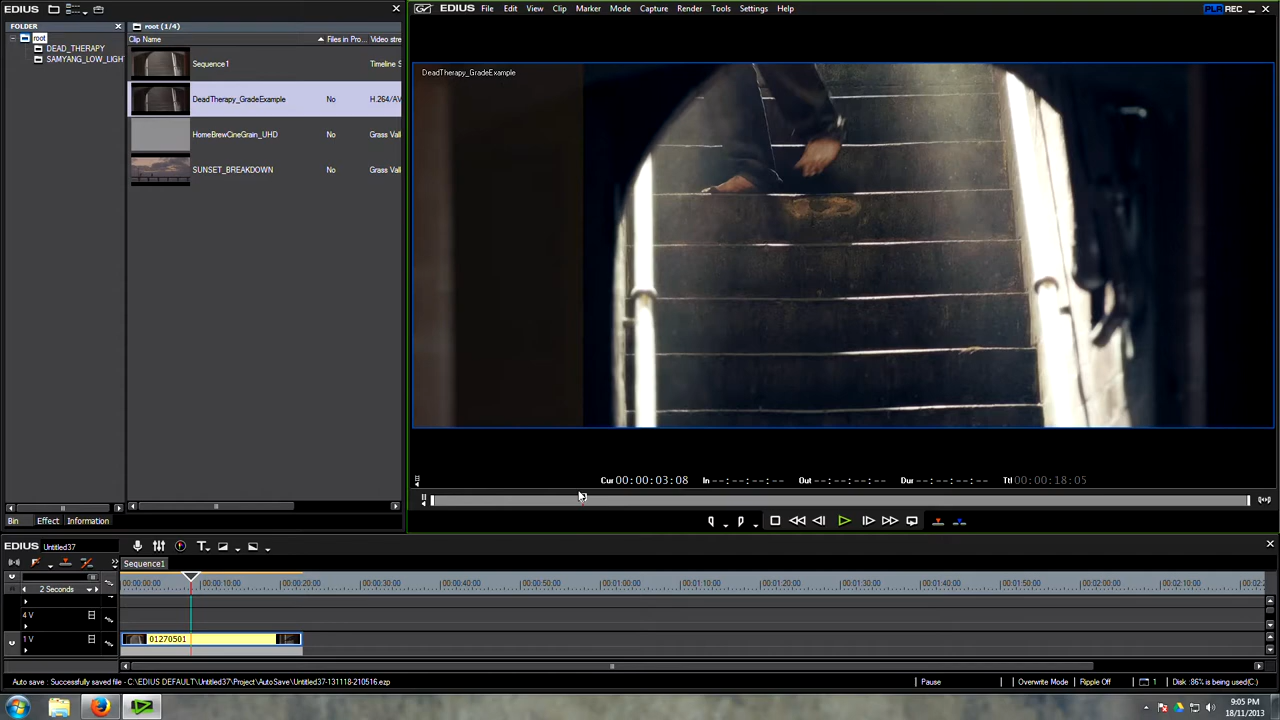 EDIUS
FOLDER
root
DEAD_THERAPY
SAMYANG_LOW_LIGH
root (1/4)
Clip Name Files in Pro... Video stre
Sequence1 Timeline S
DeadTherapy_GradeExample No H.264/AV
HomeBrewCineGrain_UHD No Grass Vall
SUNSET_BREAKDOWN No Grass Vall
Bin Effect Information
EDIUS File Edit View Clip Marker Mode Capture Render Tools Settings Help
PLR REC
DeadTherapy_GradeExample
Cur 00:00:03:08 In --:--:--:-- Out --:--:--:-- Dur --:--:--:-- Ttl 00:00:18:05
EDIUS Untitled37
Sequence1
2 Seconds
00:00:00:00 00:00:10:00 00:00:20:00 00:00:30:00 00:00:40:00 00:00:50:00 00:01:00:00 00:01:10:00 00:01:20:00 00:01:30:00 00:01:40:00 00:01:50:00 00:02:00:00 00:02:10:00 00:02:2
4 V
1 V
01270501
Auto save : Successfully saved file - C:\EDIUS DEFAULT\Untitled37\Project\AutoSave\Untitled37-131118-210516.ezp
Pause Overwrite Mode Ripple Off 1 Disk :86% is being used(C:)
9:05 PM
18/11/2013